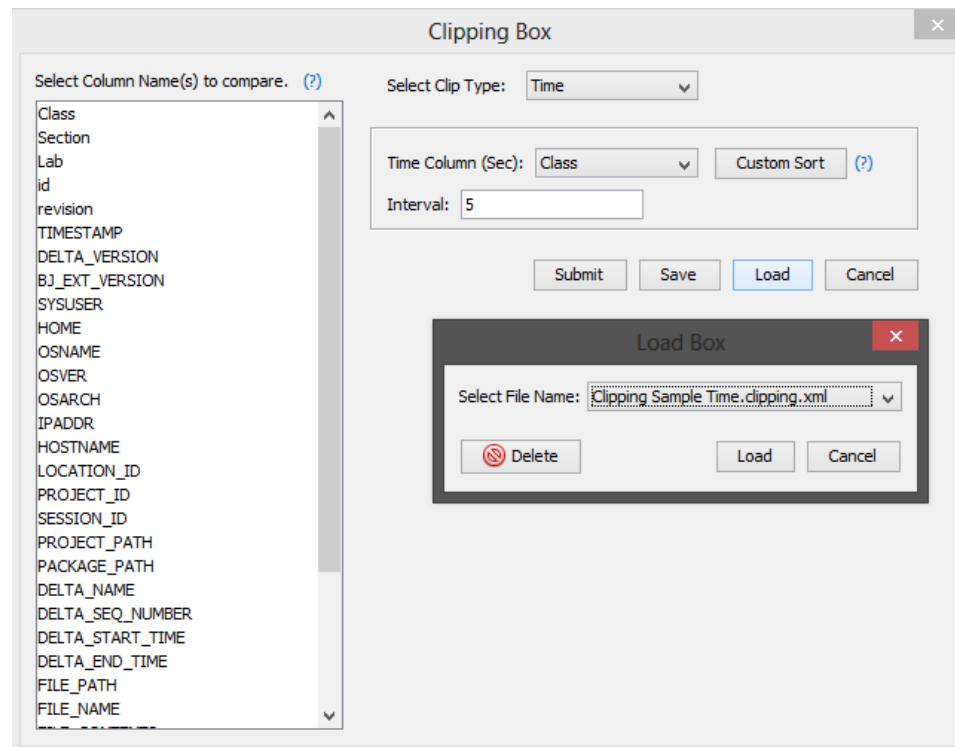 Clipping Box
Select Column Name(s) to compare. (?)
Class
Section
Lab
id
revision
TIMESTAMP
DELTA_VERSION
BJ_EXT_VERSION
SYSUSER
HOME
OSNAME
OSVER
OSARCH
IPADDR
HOSTNAME
LOCATION_ID
PROJECT_ID
SESSION_ID
PROJECT_PATH
PACKAGE_PATH
DELTA_NAME
DELTA_SEQ_NUMBER
DELTA_START_TIME
DELTA_END_TIME
FILE_PATH
FILE_NAME
Select Clip Type: Time
Time Column (Sec): Class Custom Sort (?)
Interval: 5
Submit Save Load Cancel
Load Box
Select File Name: Clipping Sample Time.clipping.xml
Delete Load Cancel